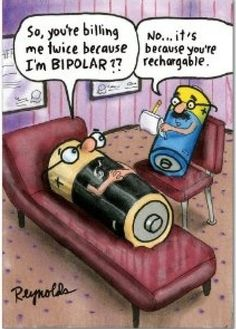 So, you're billing
me twice because
I'm BIPOLAR??
No...it's
because you're
rechargable.
Reynolds